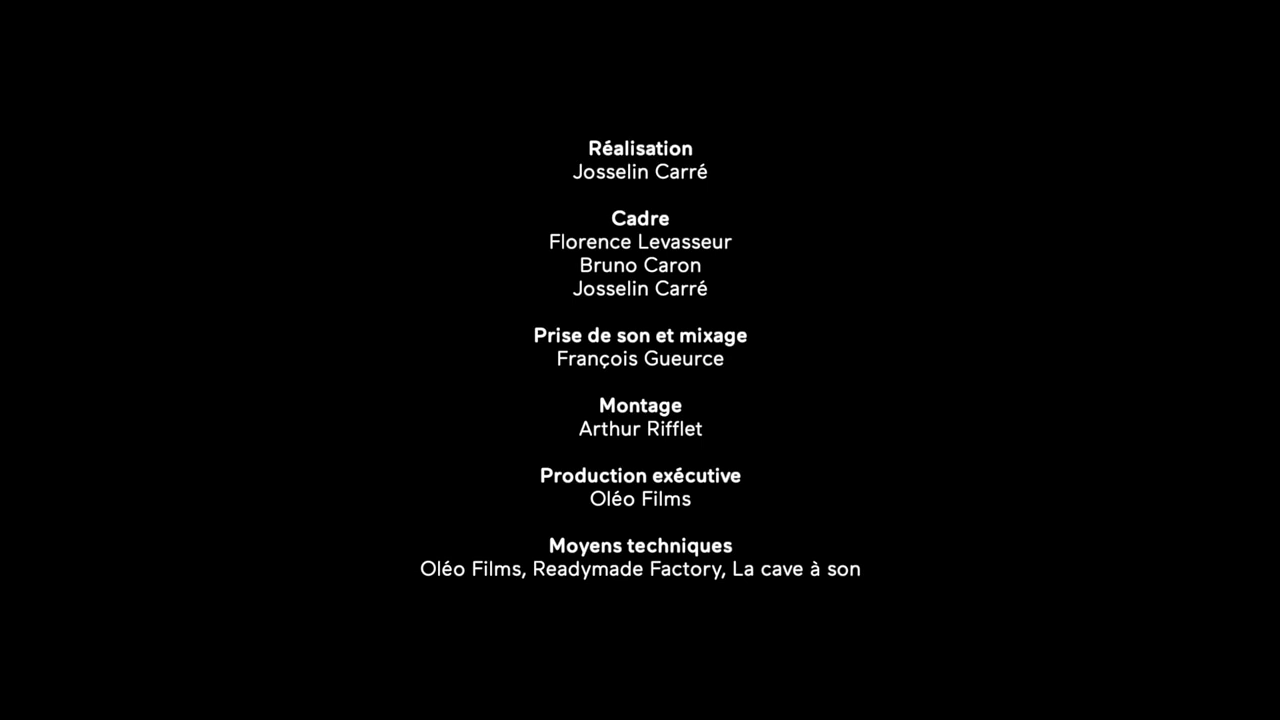 Réalisation
Josselin Carré
Cadre
Florence Levasseur
Bruno Caron
Josselin Carré
Prise de son et mixage
François Gueurce
Montage
Arthur Rifflet
Production exécutive
Oléo Films
Moyens techniques
Oléo Films, Readymade Factory, La cave à son